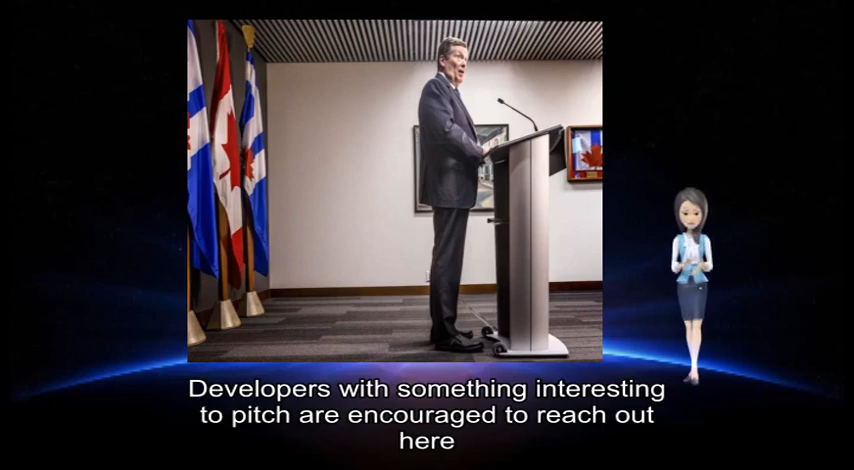 Developers with something interesting
to pitch are encouraged to reach out
here